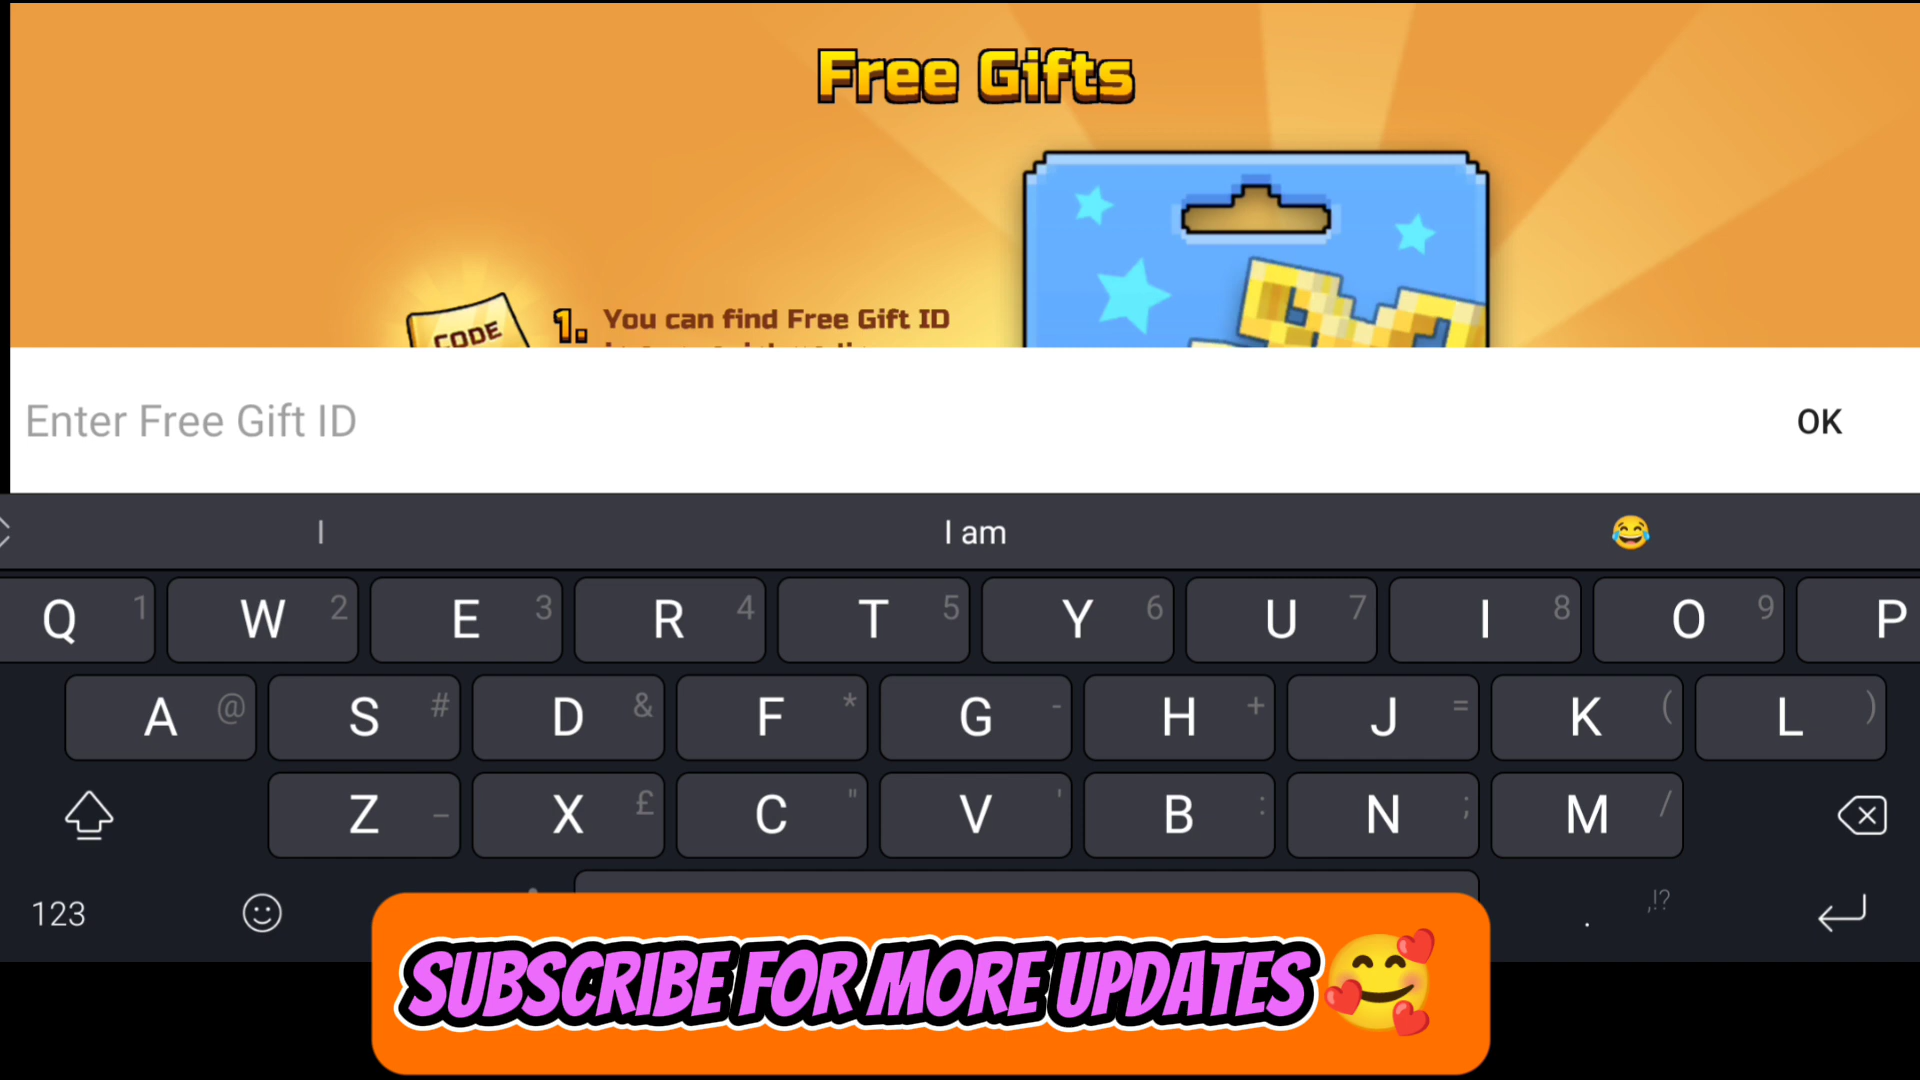 Free Gifts
CODE
1. You can find Free Gift ID
Enter Free Gift ID
OK
I
I am
Q 1 W 2 E 3 R 4 T 5 Y 6 U 7 I 8 O 9 P
A @ S # D & F * G - H + J = K ( L )
Z _ X £ C " V ' B : N ; M /
123 . ,!?
SUBSCRIBE FOR MORE UPDATES